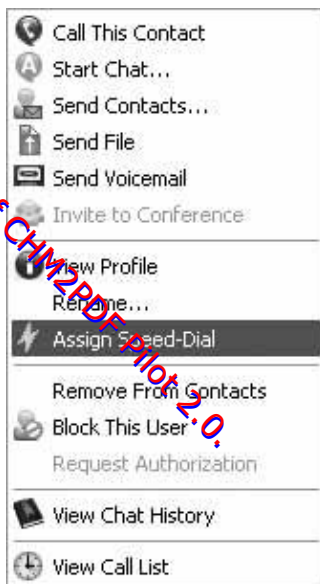 Call This Contact
Start Chat...
Send Contacts...
Send File
Send Voicemail
Invite to Conference
View Profile
Rename...
Assign Speed-Dial
Remove From Contacts
Block This User
Request Authorization
View Chat History
View Call List
CHM2PDF Pilot 2.0.